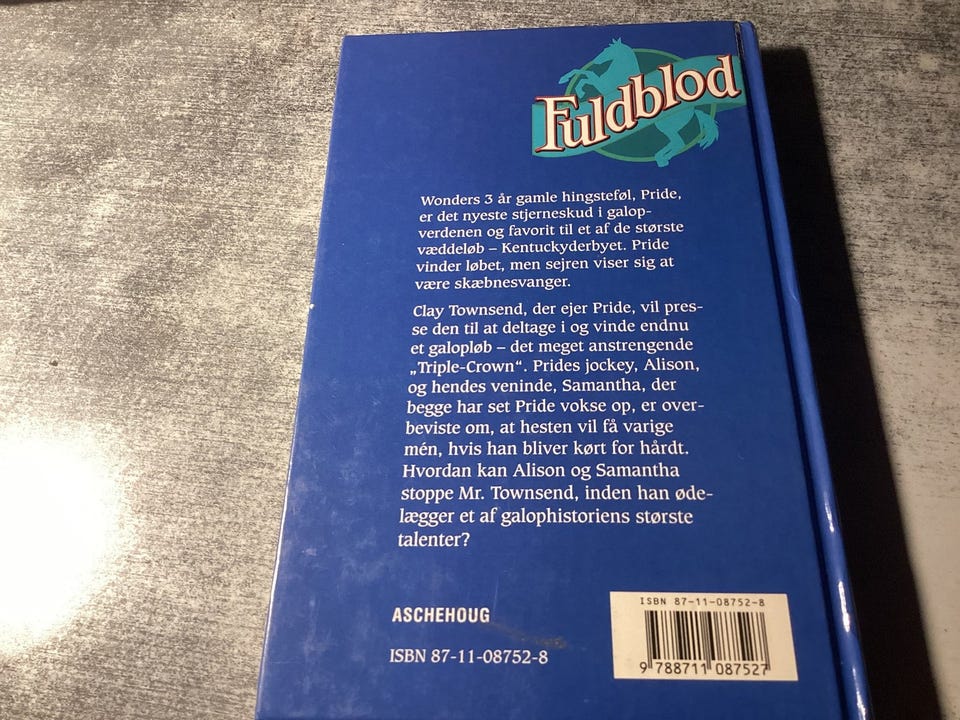 Fuldblod
Wonders 3 år gamle hingsteføl, Pride,
er det nyeste stjerneskud i galop-
verdenen og favorit til et af de største
væddeløb – Kentuckyderbyet. Pride
vinder løbet, men sejren viser sig at
være skæbnesvanger.
Clay Townsend, der ejer Pride, vil pres-
se den til at deltage i og vinde endnu
et galopløb – det meget anstrengende
„Triple-Crown“. Prides jockey, Alison,
og hendes veninde, Samantha, der
begge har set Pride vokse op, er over-
beviste om, at hesten vil få varige
mén, hvis han bliver kørt for hårdt.
Hvordan kan Alison og Samantha
stoppe Mr. Townsend, inden han øde-
lægger et af galophistoriens største
talenter?
ASCHEHOUG
ISBN 87-11-08752-8
ISBN 87-11-08752-8
9 788711 087527